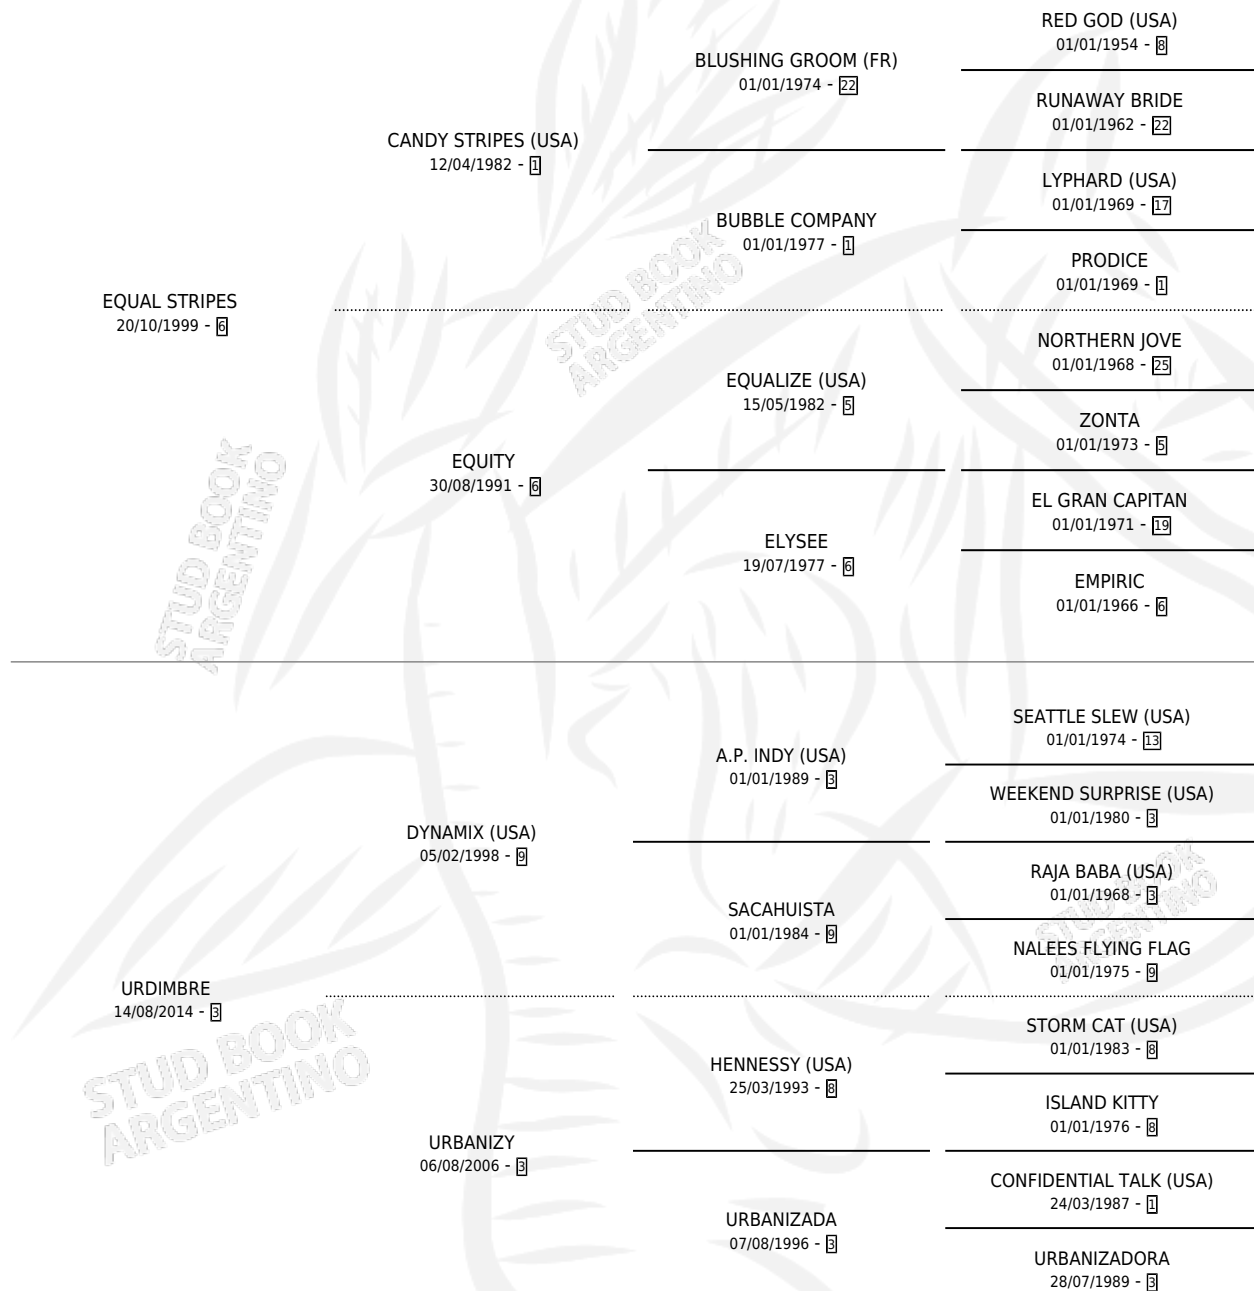 RED GOD (USA)
01/01/1954 - 8
BLUSHING GROOM (FR)
01/01/1974 - 22
RUNAWAY BRIDE
01/01/1962 - 22
CANDY STRIPES (USA)
12/04/1982 - 1
LYPHARD (USA)
01/01/1969 - 17
BUBBLE COMPANY
01/01/1977 - 1
PRODICE
01/01/1969 - 1
EQUAL STRIPES
20/10/1999 - 6
STUD BOOK
ARGENTINO
NORTHERN JOVE
01/01/1968 - 25
EQUALIZE (USA)
15/05/1982 - 5
ZONTA
01/01/1973 - 5
EQUITY
30/08/1991 - 6
EL GRAN CAPITAN
01/01/1971 - 19
ELYSEE
19/07/1977 - 6
EMPIRIC
01/01/1966 - 6
STUD BOOK
ARGENTINO
SEATTLE SLEW (USA)
01/01/1974 - 13
A.P. INDY (USA)
01/01/1989 - 3
WEEKEND SURPRISE (USA)
01/01/1980 - 3
DYNAMIX (USA)
05/02/1998 - 9
RAJA BABA (USA)
01/01/1968 - 3
SACAHUISTA
01/01/1984 - 9
STUD BOOK
ARGENTINO
NALEES FLYING FLAG
01/01/1975 - 9
URDIMBRE
14/08/2014 - 3
STUD BOOK
ARGENTINO
STORM CAT (USA)
01/01/1983 - 8
HENNESSY (USA)
25/03/1993 - 8
ISLAND KITTY
01/01/1976 - 8
URBANIZY
06/08/2006 - 3
CONFIDENTIAL TALK (USA)
24/03/1987 - 1
URBANIZADA
07/08/1996 - 3
URBANIZADORA
28/07/1989 - 3